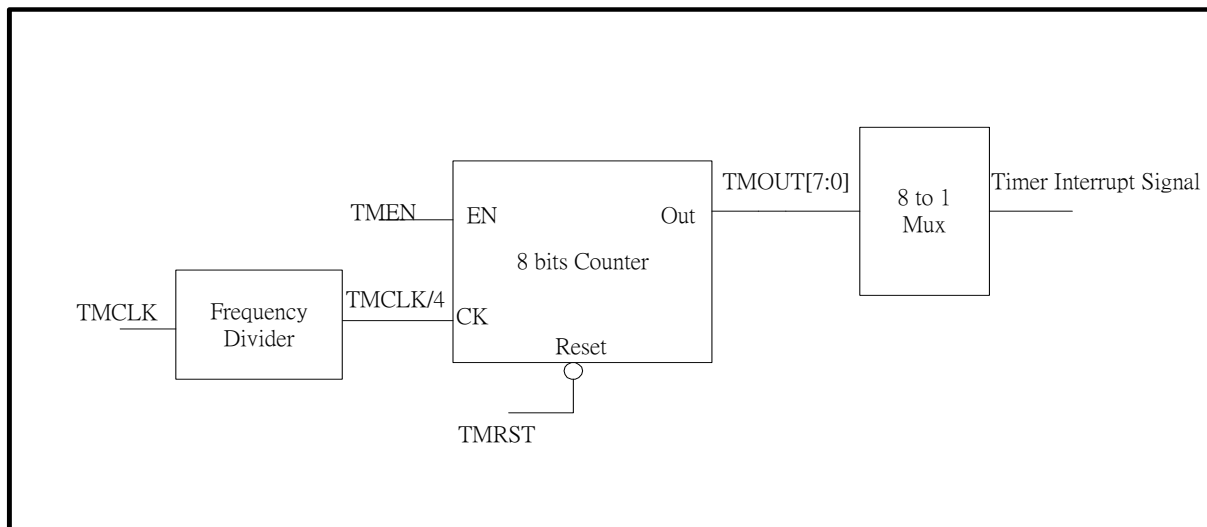 TMCLK
Frequency
Divider
TMCLK/4
TMEN
EN
Out
8 bits Counter
CK
Reset
TMRST
TMOUT[7:0]
8 to 1
Mux
Timer Interrupt Signal